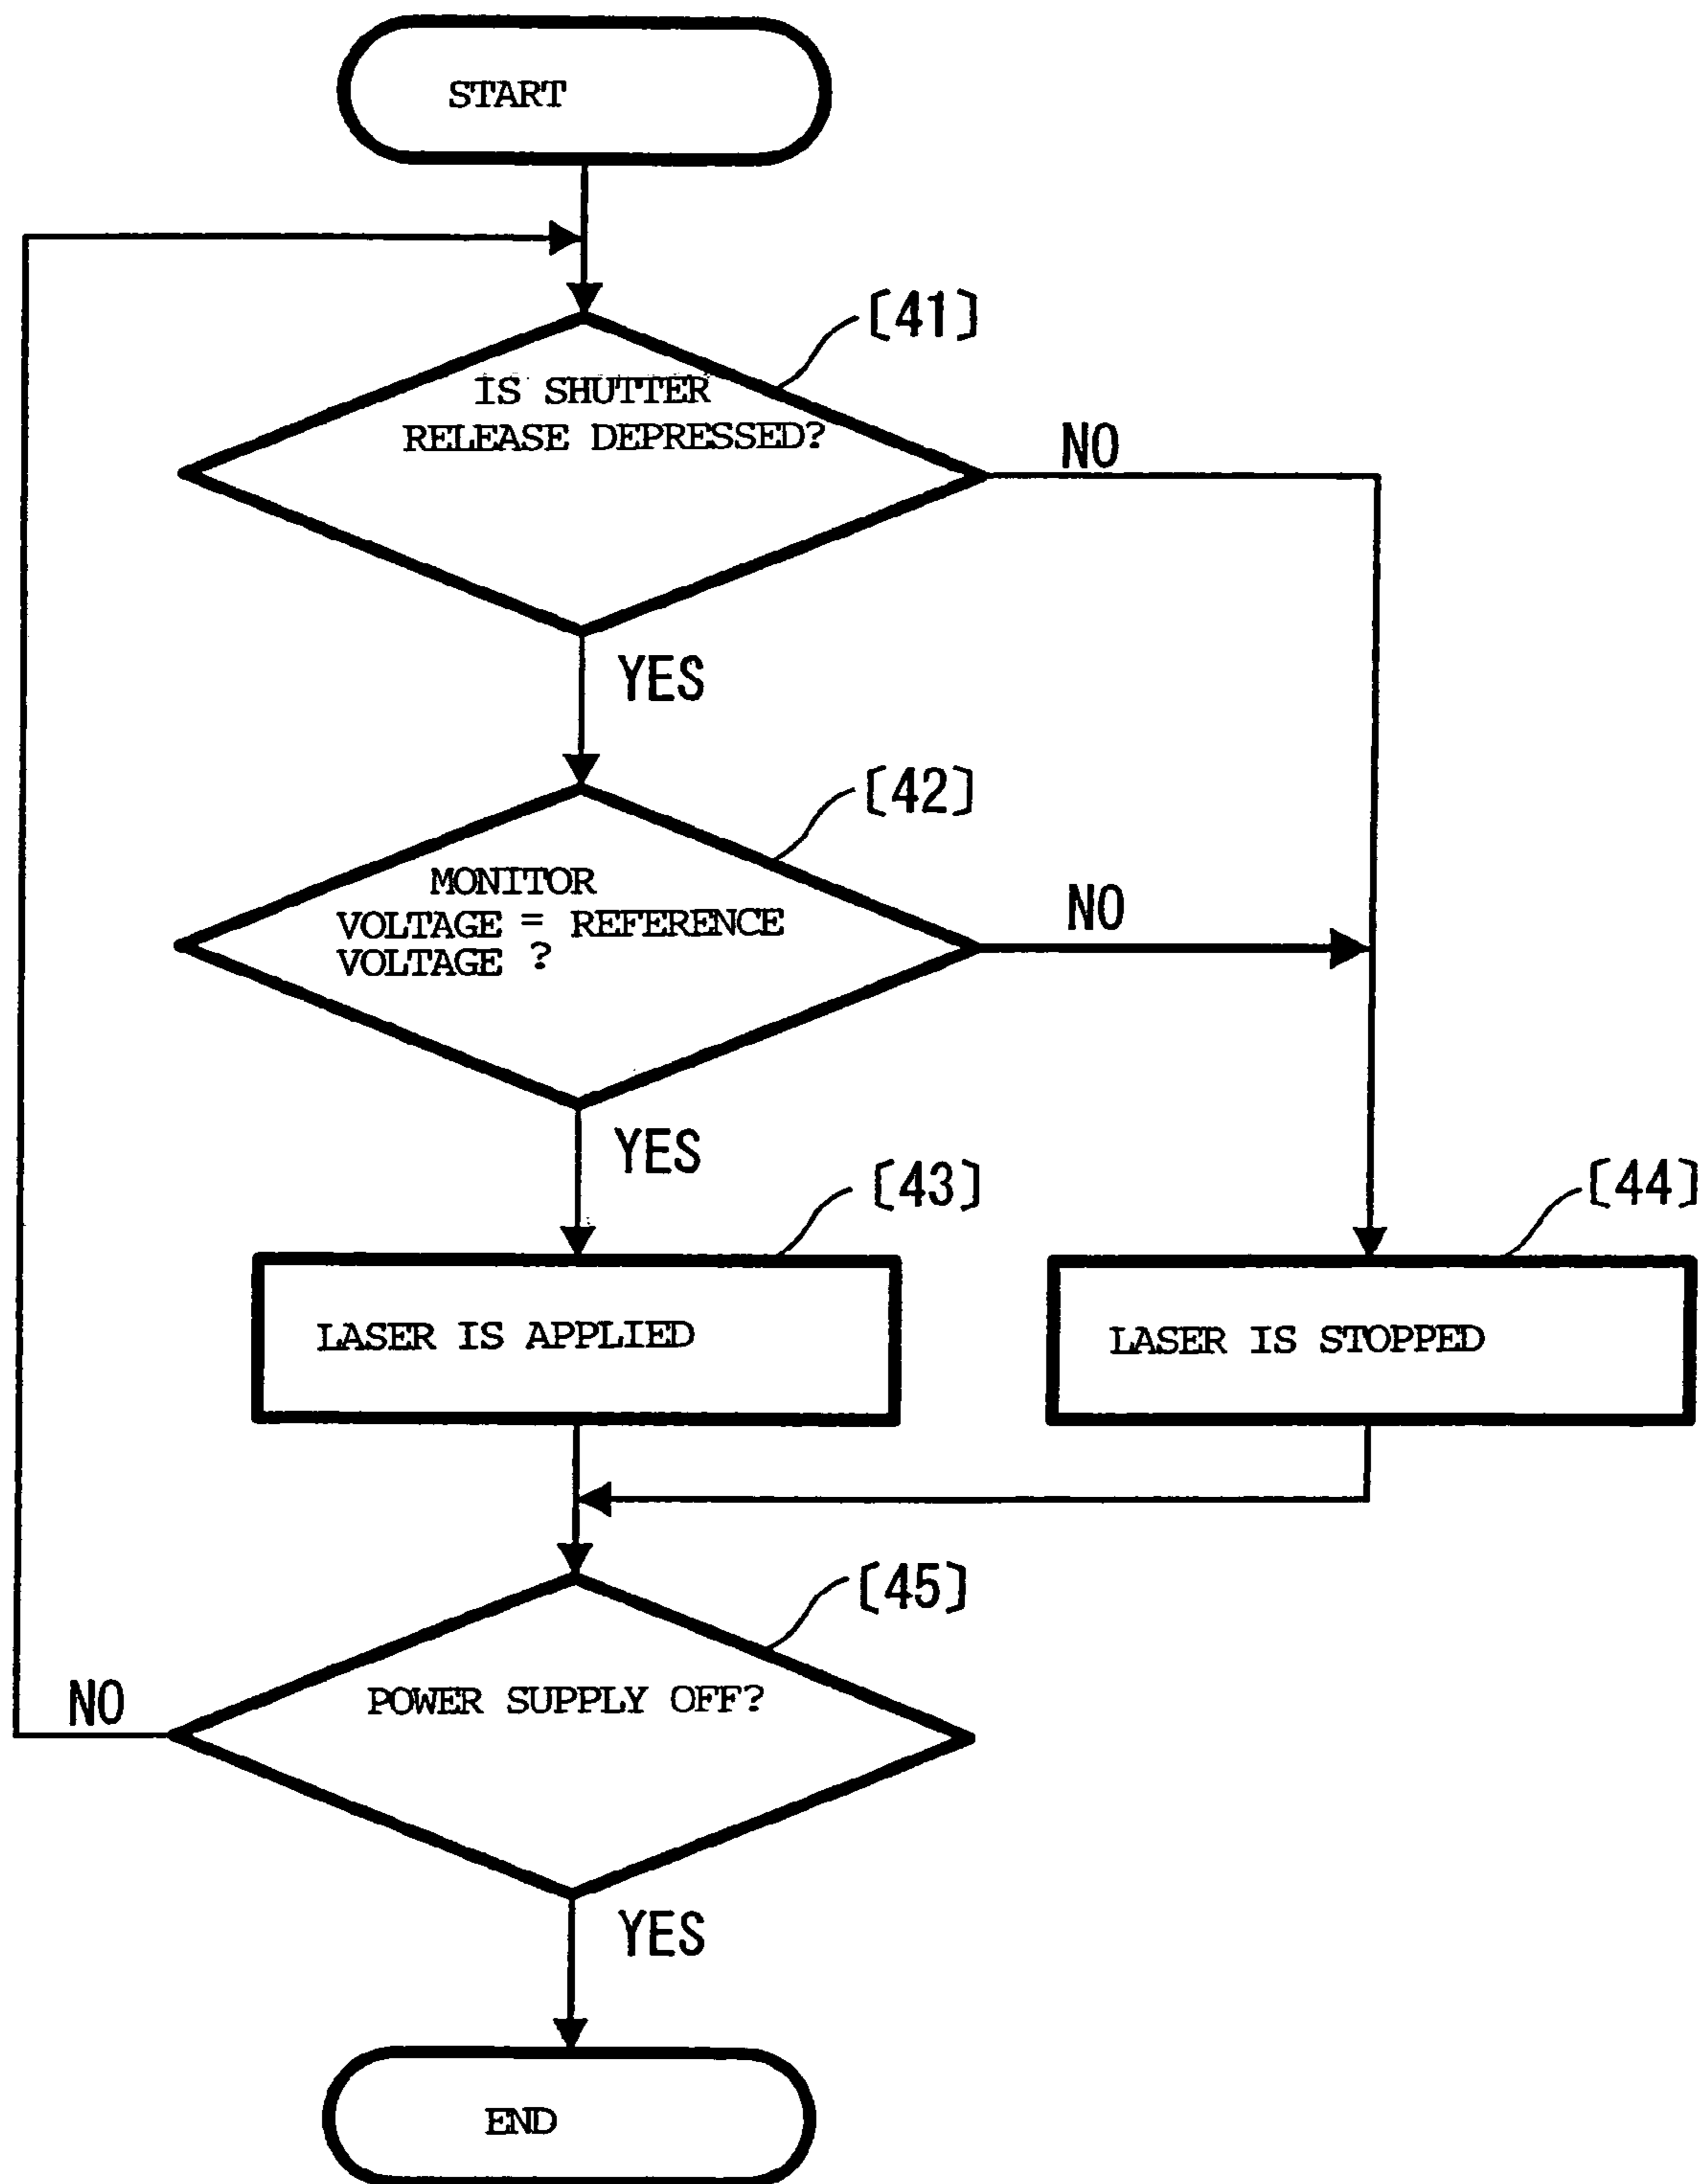 START
[41]
IS SHUTTER
RELEASE DEPRESSED?
NO
YES
[42]
MONITOR
VOLTAGE = REFERENCE
VOLTAGE ?
NO
YES
[43]
[44]
LASER IS APPLIED
LASER IS STOPPED
[45]
POWER SUPPLY OFF?
NO
YES
END